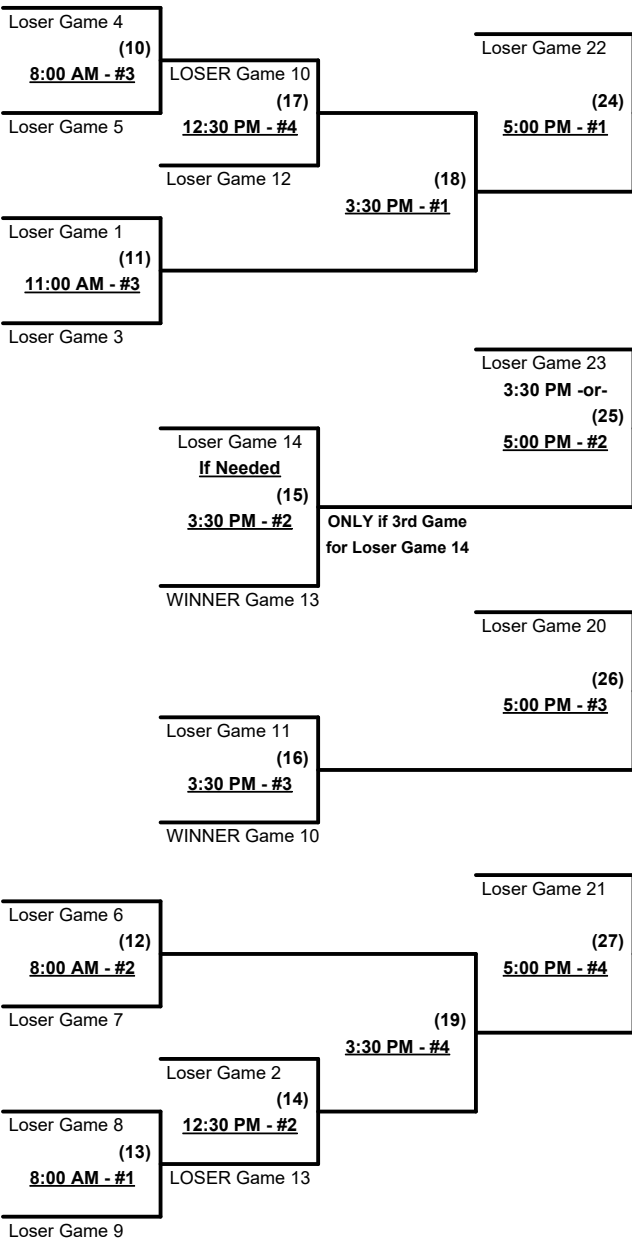 Loser Game 4
(10)
8:00 AM - #3
Loser Game 5
LOSER Game 10
(17)
12:30 PM - #4
Loser Game 12
Loser Game 22
(24)
5:00 PM - #1
(18)
3:30 PM - #1
Loser Game 1
(11)
11:00 AM - #3
Loser Game 3
Loser Game 23
3:30 PM -or-
(25)
5:00 PM - #2
Loser Game 14
If Needed
(15)
3:30 PM - #2
WINNER Game 13
ONLY if 3rd Game
for Loser Game 14
Loser Game 20
(26)
5:00 PM - #3
Loser Game 11
(16)
3:30 PM - #3
WINNER Game 10
Loser Game 21
(27)
5:00 PM - #4
Loser Game 6
(12)
8:00 AM - #2
Loser Game 7
(19)
3:30 PM - #4
Loser Game 2
(14)
12:30 PM - #2
LOSER Game 13
Loser Game 8
(13)
8:00 AM - #1
Loser Game 9